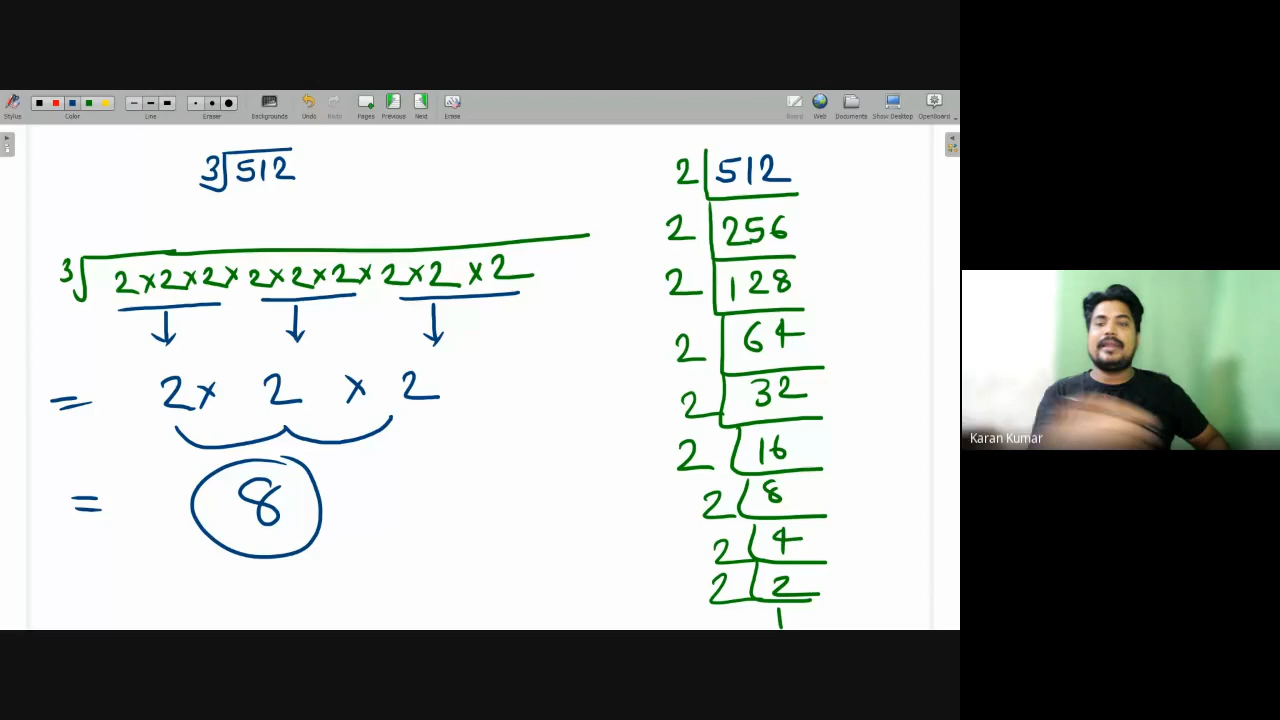 Stylus Color Line Eraser Backgrounds Undo Redo Pages Previous Next Erase Board Web Documents Show Desktop OpenBoard
∛512
∛2×2×2×2×2×2×2×2×2
= 2× 2 × 2
= 8
2 | 512
2 | 256
2 | 128
2 | 64
2 | 32
2 | 16
2 | 8
2 | 4
2 | 2
1
Karan Kumar